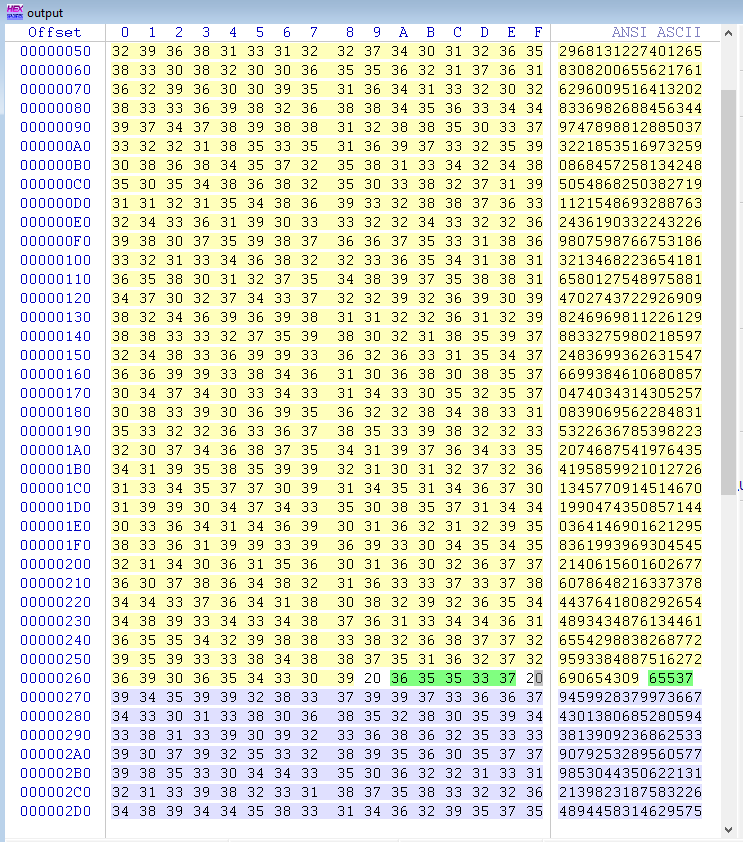 HEX output
Offset 0 1 2 3 4 5 6 7 8 9 A B C D E F ANSI ASCII
00000050 32 39 36 38 31 33 31 32 32 37 34 30 31 32 36 35 2968131227401265
00000060 38 33 30 38 32 30 30 36 35 35 36 32 31 37 36 31 8308200655621761
00000070 36 32 39 36 30 30 39 35 31 36 34 31 33 32 30 32 6296009516413202
00000080 38 33 33 36 39 38 32 36 38 38 34 35 36 33 34 34 8336982688456344
00000090 39 37 34 37 38 39 38 38 31 32 38 38 35 30 33 37 9747898812885037
000000A0 33 32 32 31 38 35 33 35 31 36 39 37 33 32 35 39 3221853516973259
000000B0 30 38 36 38 34 35 37 32 35 38 31 33 34 32 34 38 0868457258134248
000000C0 35 30 35 34 38 36 38 32 35 30 33 38 32 37 31 39 5054868250382719
000000D0 31 31 32 31 35 34 38 36 39 33 32 38 38 37 36 33 1121548693288763
000000E0 32 34 33 36 31 39 30 33 33 32 32 34 33 32 32 36 2436190332243226
000000F0 39 38 30 37 35 39 38 37 36 36 37 35 33 31 38 36 9807598766753186
00000100 33 32 31 33 34 36 38 32 32 33 36 35 34 31 38 31 3213468223654181
00000110 36 35 38 30 31 32 37 35 34 38 39 37 35 38 38 31 6580127548975881
00000120 34 37 30 32 37 34 33 37 32 32 39 32 36 39 30 39 4702743722926909
00000130 38 32 34 36 39 36 39 38 31 31 32 32 36 31 32 39 8246969811226129
00000140 38 38 33 33 32 37 35 39 38 30 32 31 38 35 39 37 8833275980218597
00000150 32 34 38 33 36 39 39 33 36 32 36 33 31 35 34 37 2483699362631547
00000160 36 36 39 39 33 38 34 36 31 30 36 38 30 38 35 37 6699384610680857
00000170 30 34 37 34 30 33 34 33 31 34 33 30 35 32 35 37 0474034314305257
00000180 30 38 33 39 30 36 39 35 36 32 32 38 34 38 33 31 0839069562284831
00000190 35 33 32 32 36 33 36 37 38 35 33 39 38 32 32 33 5322636785398223
000001A0 32 30 37 34 36 38 37 35 34 31 39 37 36 34 33 35 2074687541976435
000001B0 34 31 39 35 38 35 39 39 32 31 30 31 32 37 32 36 4195859921012726
000001C0 31 33 34 35 37 37 30 39 31 34 35 31 34 36 37 30 1345770914514670
000001D0 31 39 39 30 34 37 34 33 35 30 38 35 37 31 34 34 1990474350857144
000001E0 30 33 36 34 31 34 36 39 30 31 36 32 31 32 39 35 0364146901621295
000001F0 38 33 36 31 39 39 33 39 36 39 33 30 34 35 34 35 8361993969304545
00000200 32 31 34 30 36 31 35 36 30 31 36 30 32 36 37 37 2140615601602677
00000210 36 30 37 38 36 34 38 32 31 36 33 33 37 33 37 38 6078648216337378
00000220 34 34 33 37 36 34 31 38 30 38 32 39 32 36 35 34 4437641808292654
00000230 34 38 39 33 34 33 34 38 37 36 31 33 34 34 36 31 4893434876134461
00000240 36 35 35 34 32 39 38 38 33 38 32 36 38 37 37 32 6554298838268772
00000250 39 35 39 33 33 38 34 38 38 37 35 31 36 32 37 32 9593384887516272
00000260 36 39 30 36 35 34 33 30 39 20 36 35 35 33 37 20 690654309 65537
00000270 39 34 35 39 39 32 38 33 37 39 39 37 33 36 36 37 9459928379973667
00000280 34 33 30 31 33 38 30 36 38 35 32 38 30 35 39 34 4301380685280594
00000290 33 38 31 33 39 30 39 32 33 36 38 36 32 35 33 33 3813909236862533
000002A0 39 30 37 39 32 35 33 32 38 39 35 36 30 35 37 37 9079253289560577
000002B0 39 38 35 33 30 34 34 33 35 30 36 32 32 31 33 31 9853044350622131
000002C0 32 31 33 39 38 32 33 31 38 37 35 38 33 32 32 36 2139823187583226
000002D0 34 38 39 34 34 35 38 33 31 34 36 32 39 35 37 35 4894458314629575